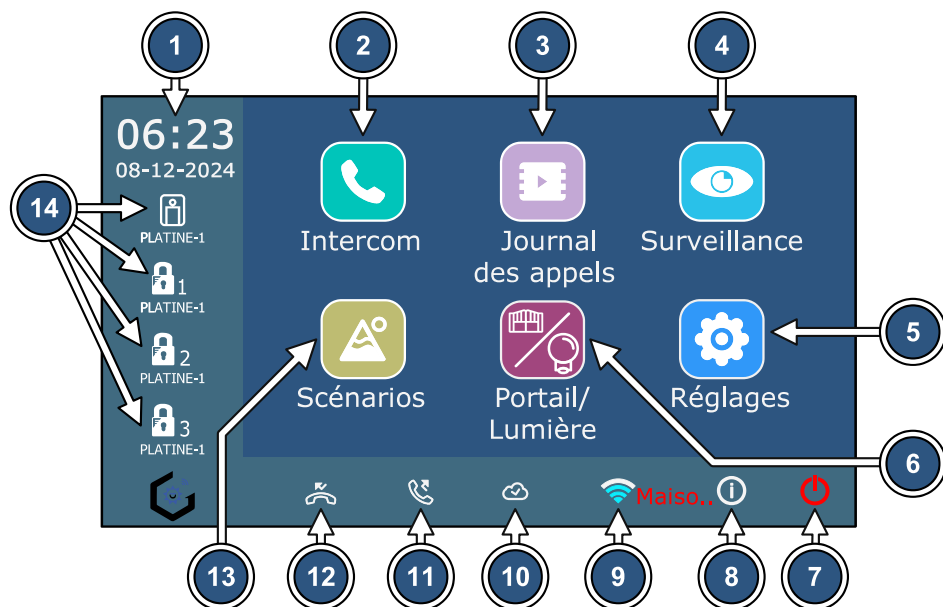 1
2
3
4
06:23
08-12-2024
14
PLATINE-1
Intercom
Journal
des appels
Surveillance
1
PLATINE-1
5
2
PLATINE-1
Scénarios
Portail/
Lumière
Réglages
3
PLATINE-1
6
Maiso..
13
12
11
10
9
8
7